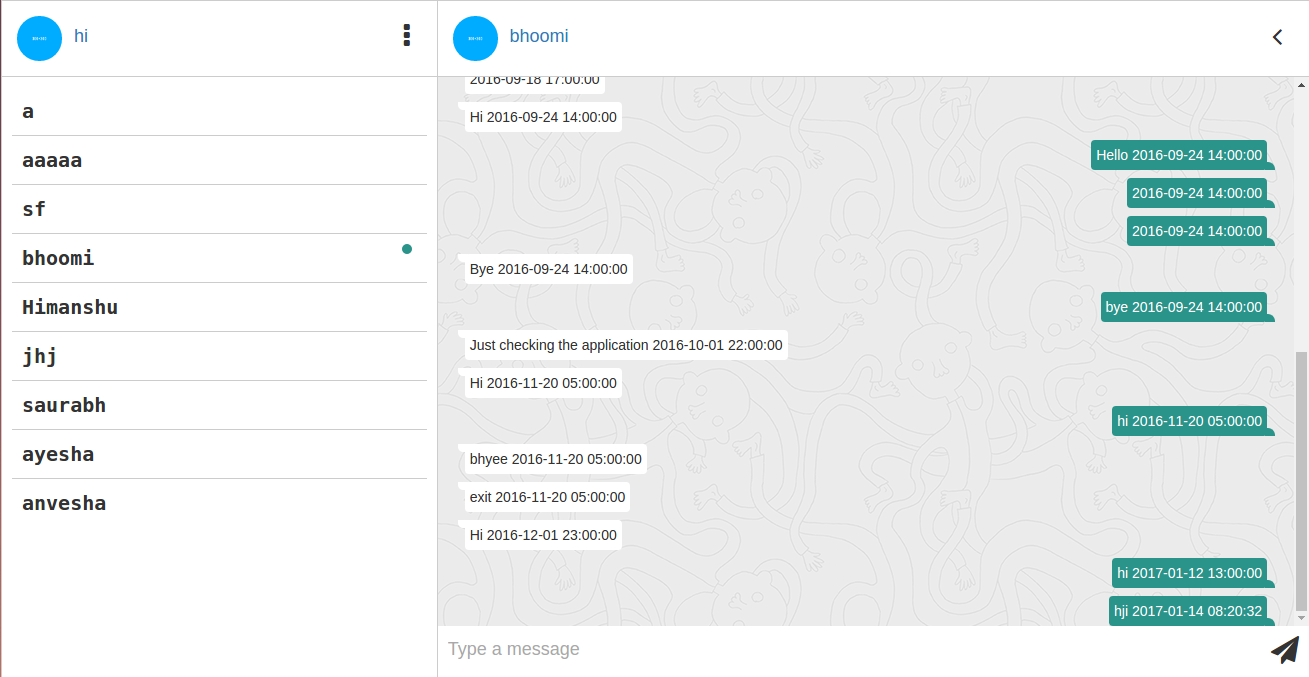 hi
a
aaaaa
sf
bhoomi
Himanshu
jhj
saurabh
ayesha
anvesha
bhoomi
2016-09-18 17:00:00
Hi 2016-09-24 14:00:00
Hello 2016-09-24 14:00:00
2016-09-24 14:00:00
2016-09-24 14:00:00
Bye 2016-09-24 14:00:00
bye 2016-09-24 14:00:00
Just checking the application 2016-10-01 22:00:00
Hi 2016-11-20 05:00:00
hi 2016-11-20 05:00:00
bhyee 2016-11-20 05:00:00
exit 2016-11-20 05:00:00
Hi 2016-12-01 23:00:00
hi 2017-01-12 13:00:00
hji 2017-01-14 08:20:32
Type a message